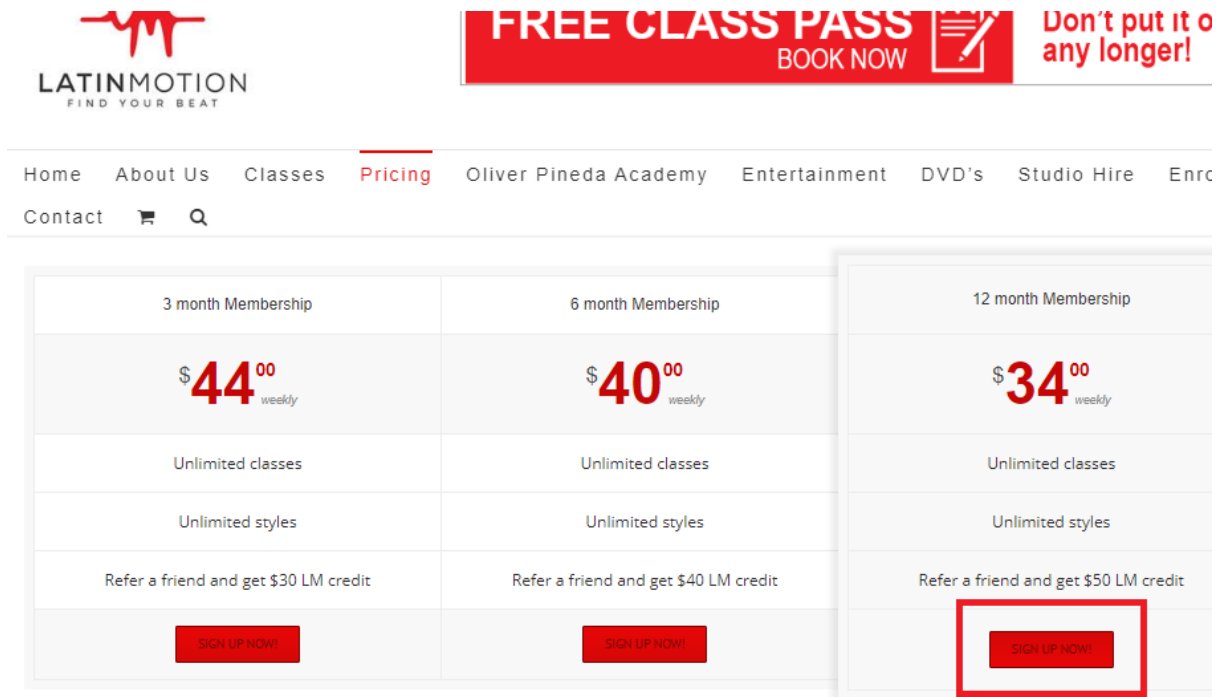 FREE CLASS PASS
BOOK NOW
Don't put it o
any longer!
LATINMOTION
FIND YOUR BEAT
Home About Us Classes Pricing Oliver Pineda Academy Entertainment DVD's Studio Hire Enro
Contact
3 month Membership 6 month Membership 12 month Membership
$44 00 weekly $40 00 weekly $34 00 weekly
Unlimited classes Unlimited classes Unlimited classes
Unlimited styles Unlimited styles Unlimited styles
Refer a friend and get $30 LM credit Refer a friend and get $40 LM credit Refer a friend and get $50 LM credit
SIGN UP NOW! SIGN UP NOW! SIGN UP NOW!